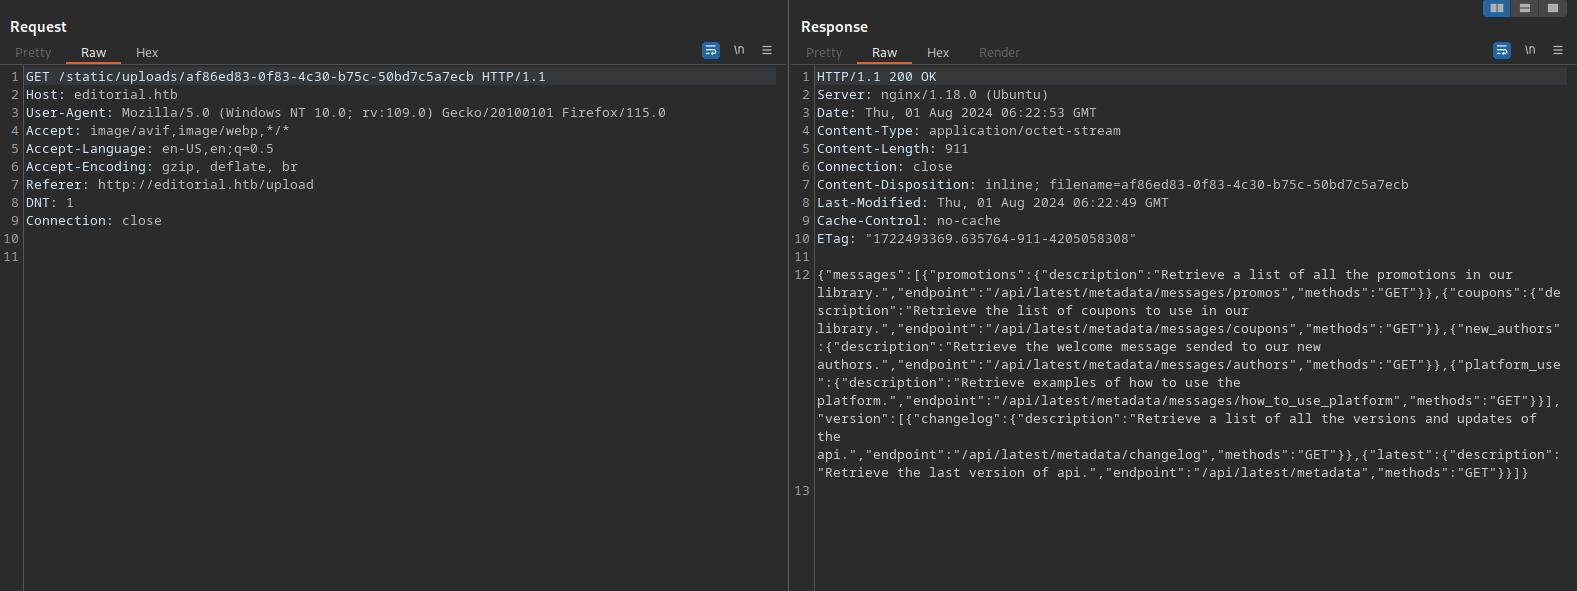 Request
Pretty Raw Hex \n
1 GET /static/uploads/af86ed83-0f83-4c30-b75c-50bd7c5a7ecb HTTP/1.1
2 Host: editorial.htb
3 User-Agent: Mozilla/5.0 (Windows NT 10.0; rv:109.0) Gecko/20100101 Firefox/115.0
4 Accept: image/avif,image/webp,*/*
5 Accept-Language: en-US,en;q=0.5
6 Accept-Encoding: gzip, deflate, br
7 Referer: http://editorial.htb/upload
8 DNT: 1
9 Connection: close
10
11
Response
Pretty Raw Hex Render \n
1 HTTP/1.1 200 OK
2 Server: nginx/1.18.0 (Ubuntu)
3 Date: Thu, 01 Aug 2024 06:22:53 GMT
4 Content-Type: application/octet-stream
5 Content-Length: 911
6 Connection: close
7 Content-Disposition: inline; filename=af86ed83-0f83-4c30-b75c-50bd7c5a7ecb
8 Last-Modified: Thu, 01 Aug 2024 06:22:49 GMT
9 Cache-Control: no-cache
10 ETag: "1722493369.635764-911-4205058308"
11
12 {"messages":[{"promotions":{"description":"Retrieve a list of all the promotions in our
library.","endpoint":"/api/latest/metadata/messages/promos","methods":"GET"}},{"coupons":{"de
scription":"Retrieve the list of coupons to use in our
library.","endpoint":"/api/latest/metadata/messages/coupons","methods":"GET"}},{"new_authors"
:{"description":"Retrieve the welcome message sended to our new
authors.","endpoint":"/api/latest/metadata/messages/authors","methods":"GET"}},{"platform_use
":{"description":"Retrieve examples of how to use the
platform.","endpoint":"/api/latest/metadata/messages/how_to_use_platform","methods":"GET"}}],
"version":[{"changelog":{"description":"Retrieve a list of all the versions and updates of
the
api.","endpoint":"/api/latest/metadata/changelog","methods":"GET"}},{"latest":{"description":
"Retrieve the last version of api.","endpoint":"/api/latest/metadata","methods":"GET"}}]}
13